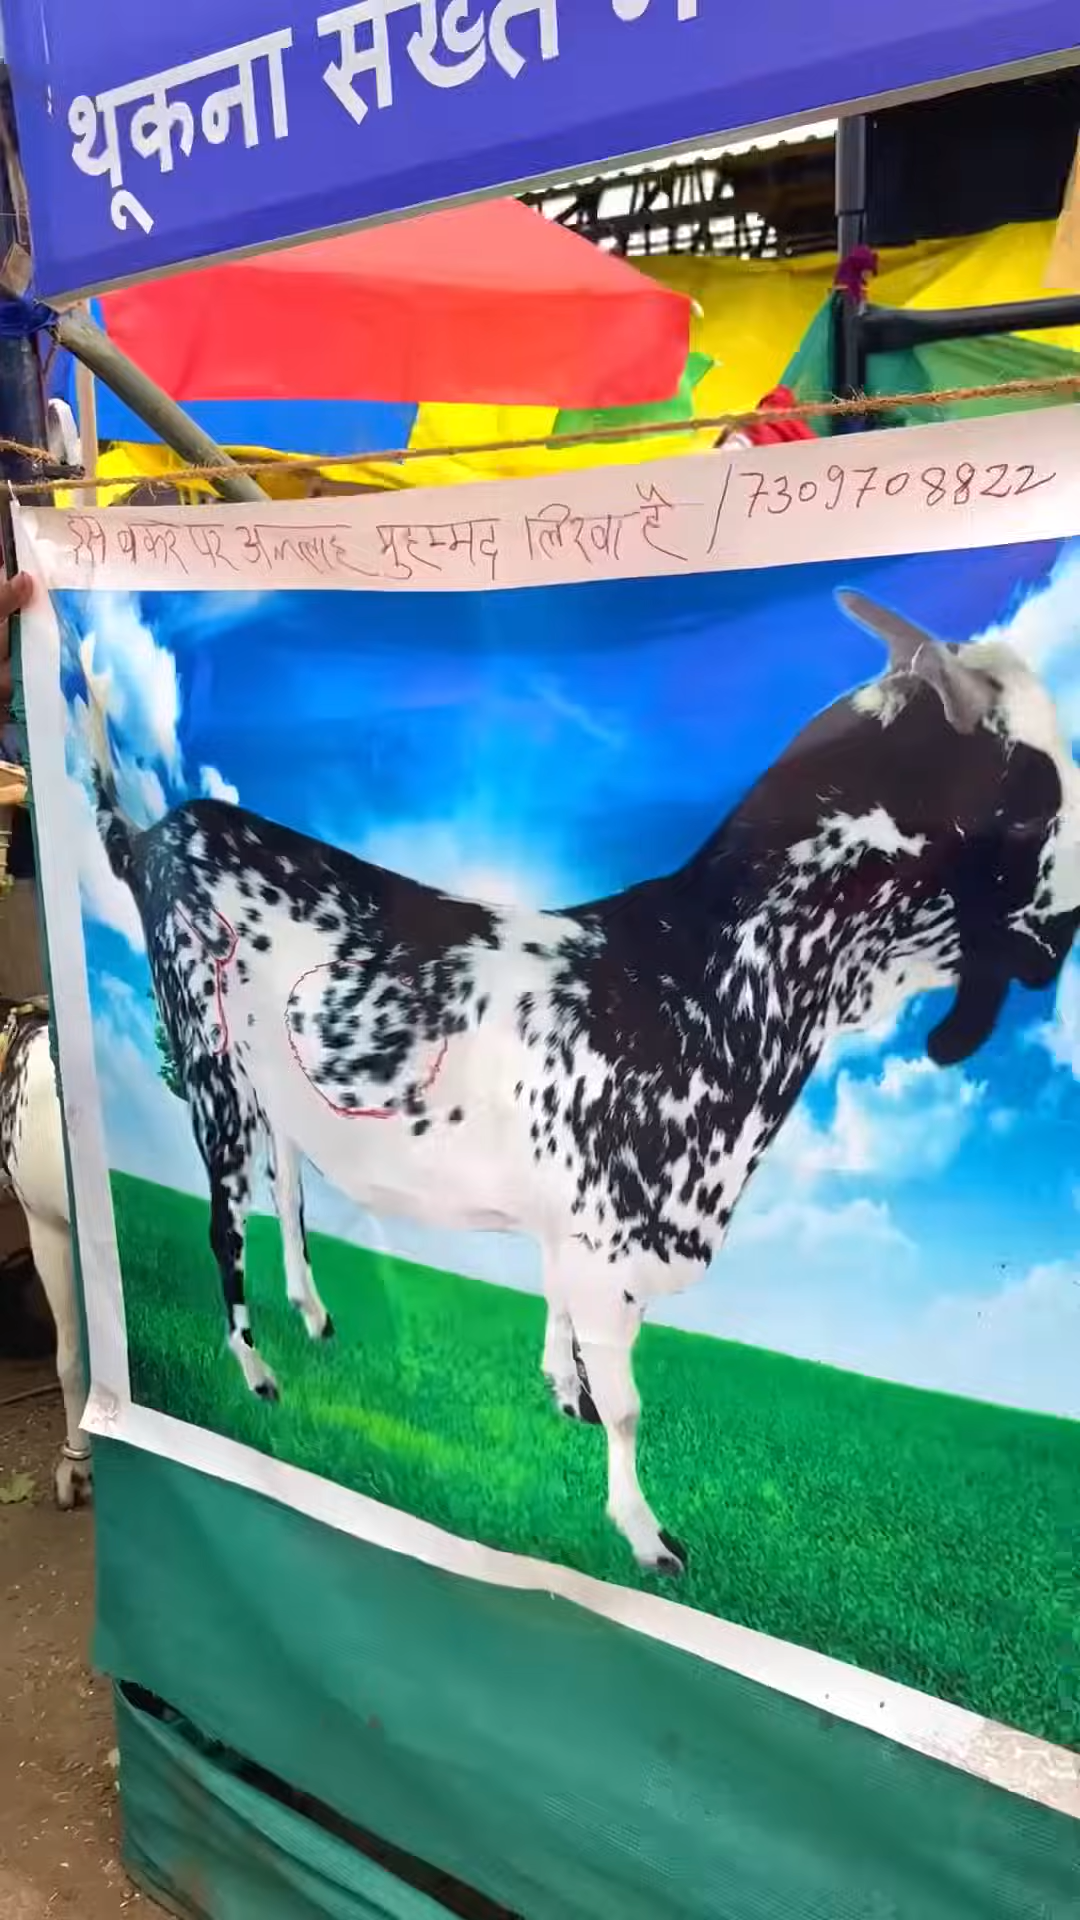 थूकना सख्त म
इस बकरे पर अल्लाह मुहम्मद लिखा है / 7309708822